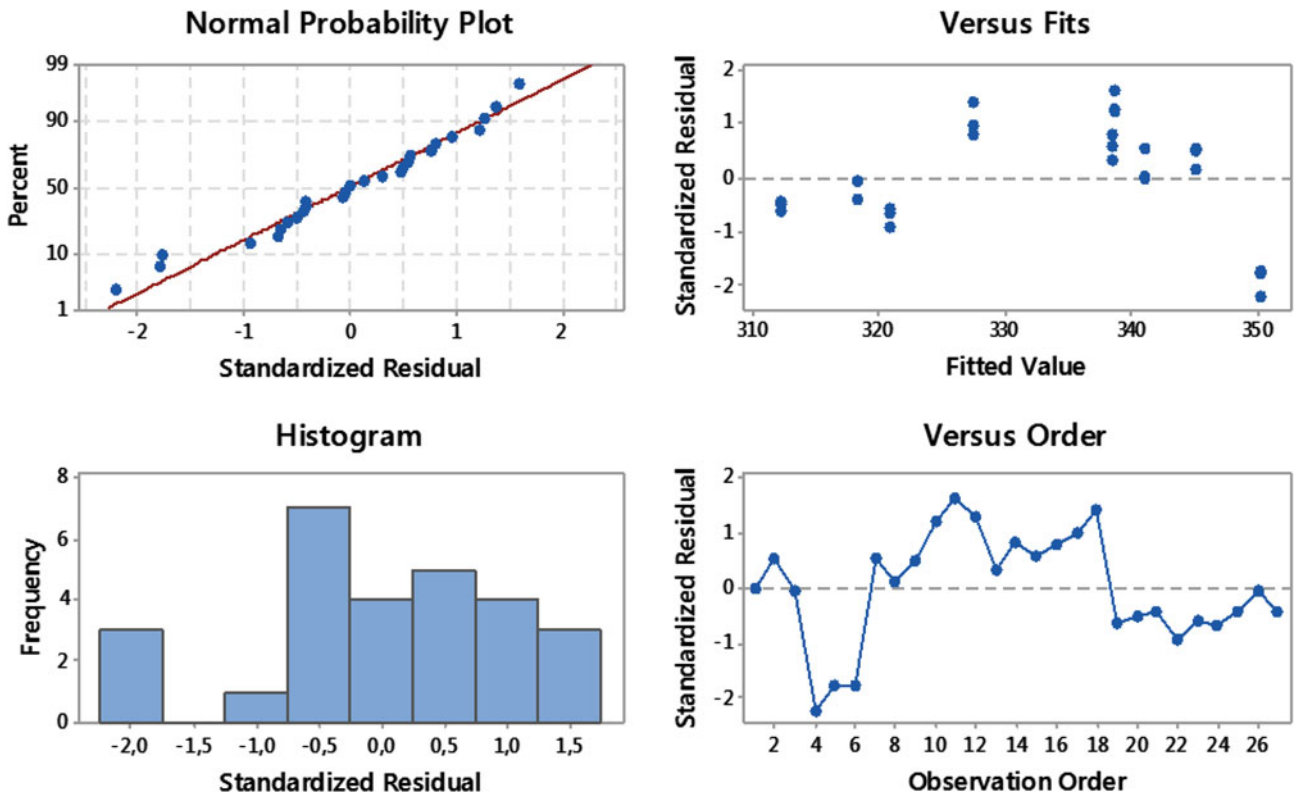 Normal Probability Plot
Percent
99
90
50
10
1
-2 -1 0 1 2
Standardized Residual
Versus Fits
Standardized Residual
2
1
0
-1
-2
310 320 330 340 350
Fitted Value
Histogram
Frequency
8
6
4
2
0
-2,0 -1,5 -1,0 -0,5 0,0 0,5 1,0 1,5
Standardized Residual
Versus Order
Standardized Residual
2
1
0
-1
-2
2 4 6 8 10 12 14 16 18 20 22 24 26
Observation Order